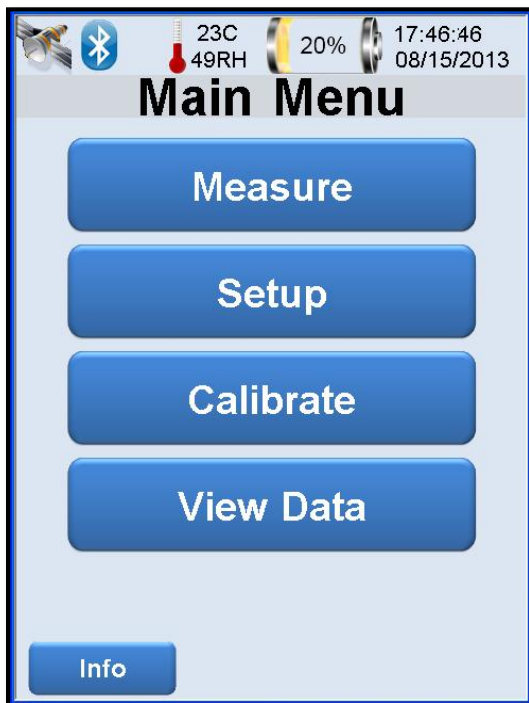 23C
49RH
20%
17:46:46
08/15/2013
Main Menu
Measure
Setup
Calibrate
View Data
Info